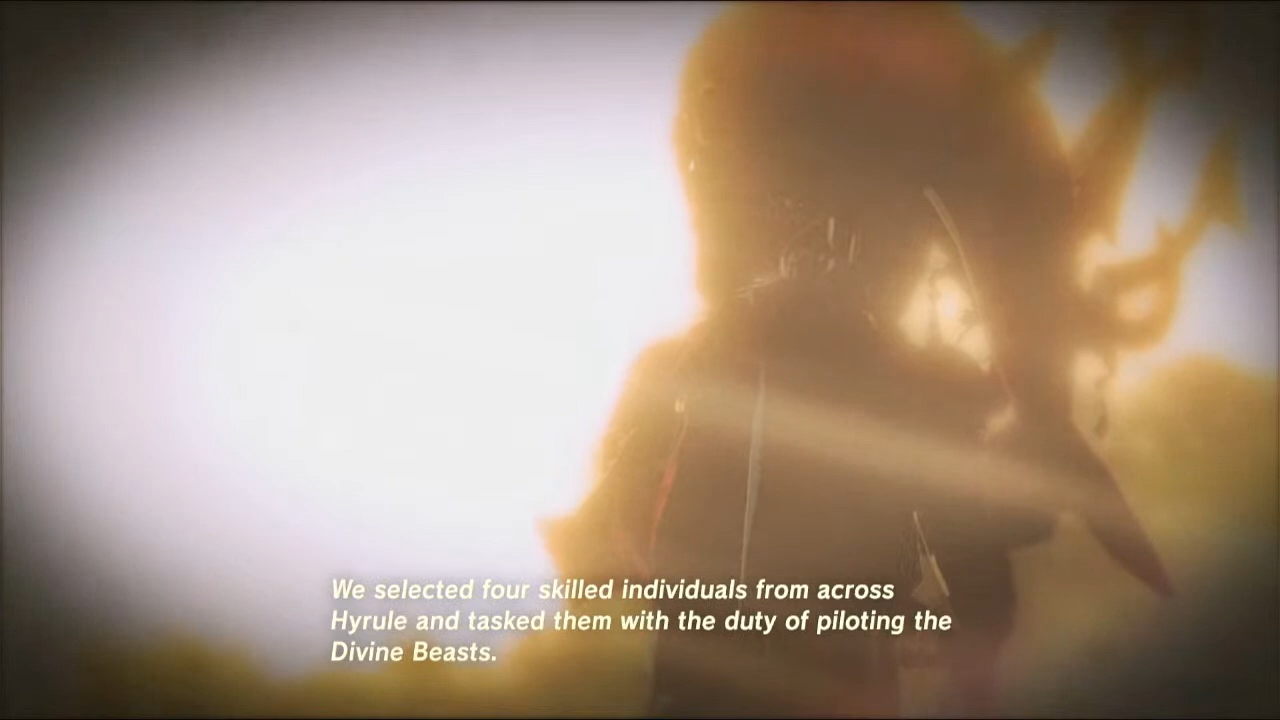 We selected four skilled individuals from across
Hyrule and tasked them with the duty of piloting the
Divine Beasts.